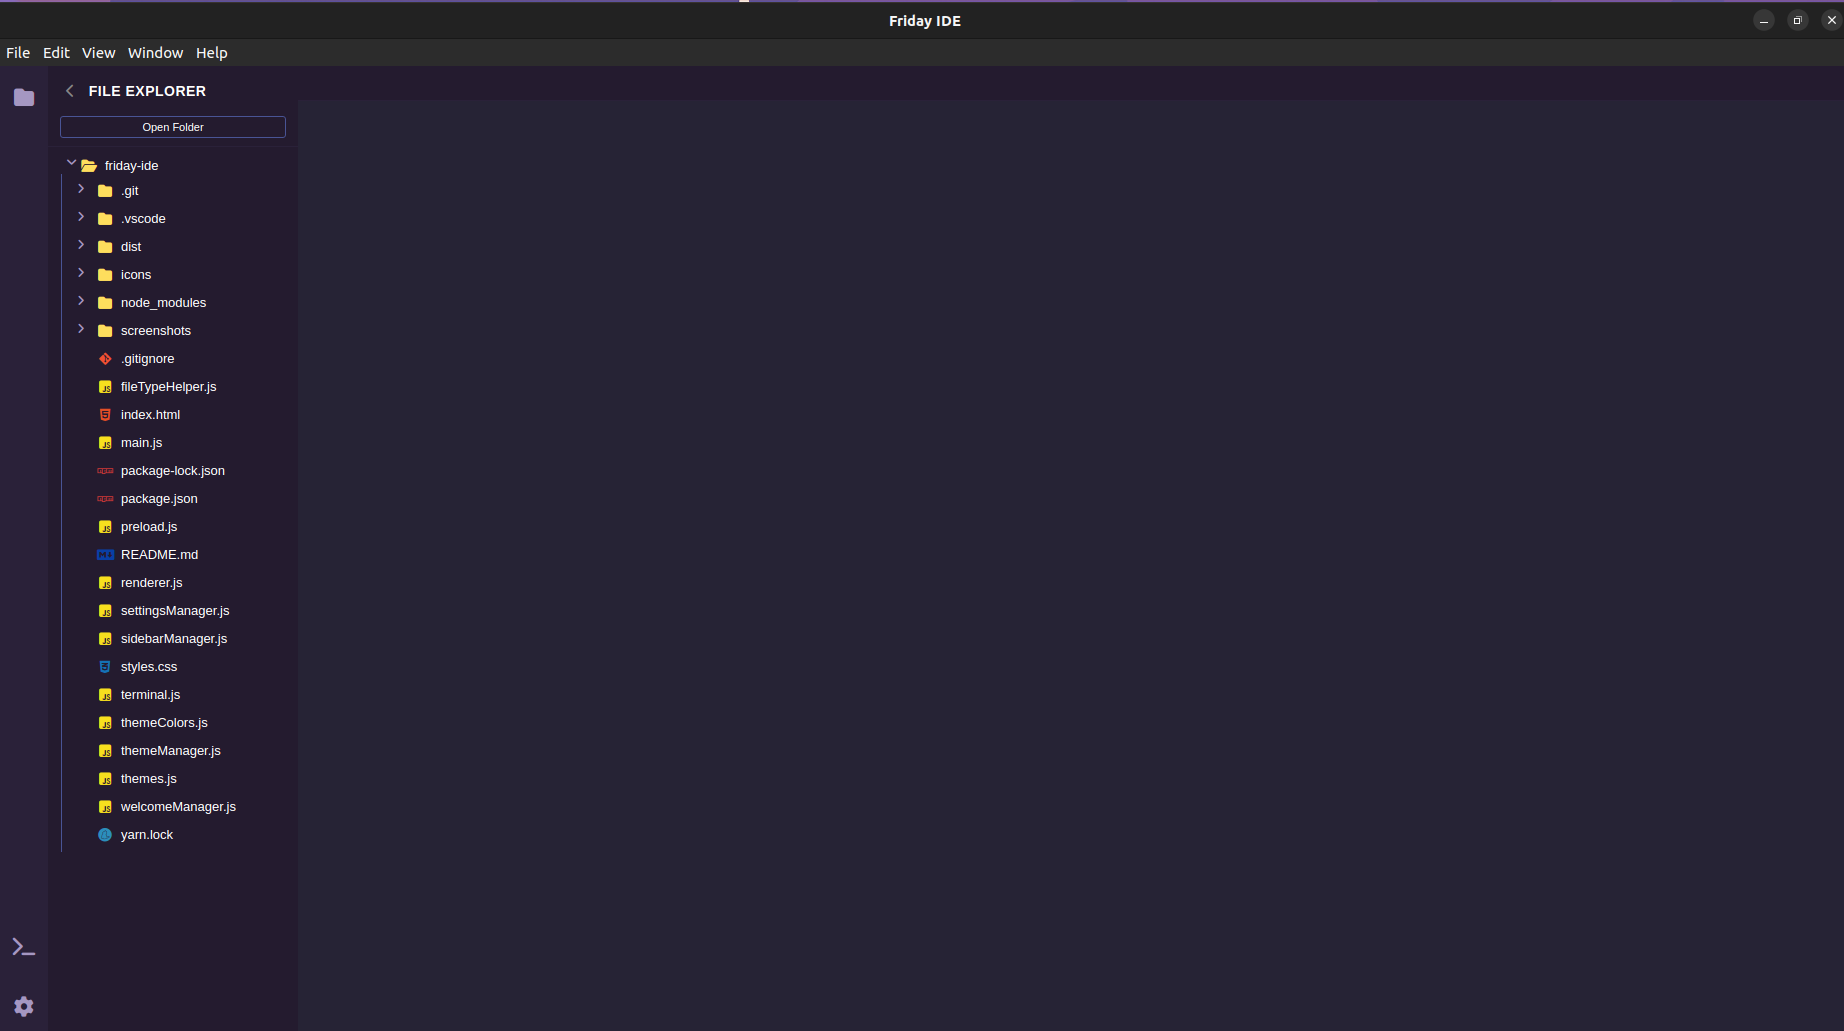 Friday IDE
File Edit View Window Help
FILE EXPLORER
Open Folder
friday-ide
.git
.vscode
dist
icons
node_modules
screenshots
.gitignore
fileTypeHelper.js
index.html
main.js
package-lock.json
package.json
preload.js
README.md
renderer.js
settingsManager.js
sidebarManager.js
styles.css
terminal.js
themeColors.js
themeManager.js
themes.js
welcomeManager.js
yarn.lock